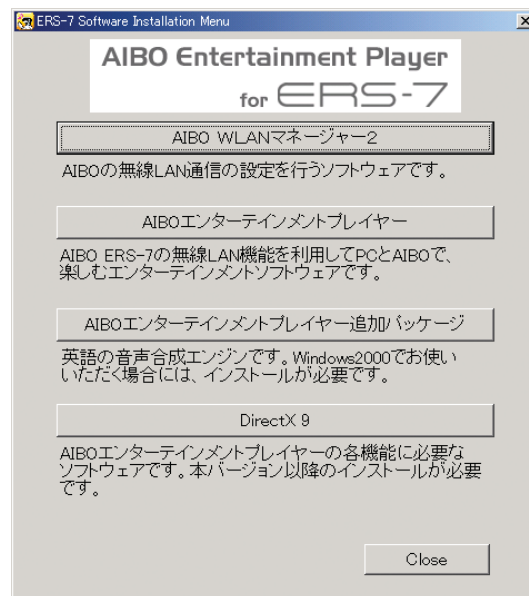 ERS-7 Software Installation Menu
AIBO Entertainment Player
for ERS-7
AIBO WLANマネージャー2
AIBOの無線LAN通信の設定を行うソフトウェアです。
AIBOエンターテインメントプレイヤー
AIBO ERS-7の無線LAN機能を利用してPCとAIBOで、
楽しむエンターテインメントソフトウェアです。
AIBOエンターテインメントプレイヤー追加パッケージ
英語の音声合成エンジンです。Windows2000でお使い
いただく場合には、インストールが必要です。
DirectX 9
AIBOエンターテインメントプレイヤーの各機能に必要な
ソフトウェアです。本バージョン以降のインストールが必要
です。
Close